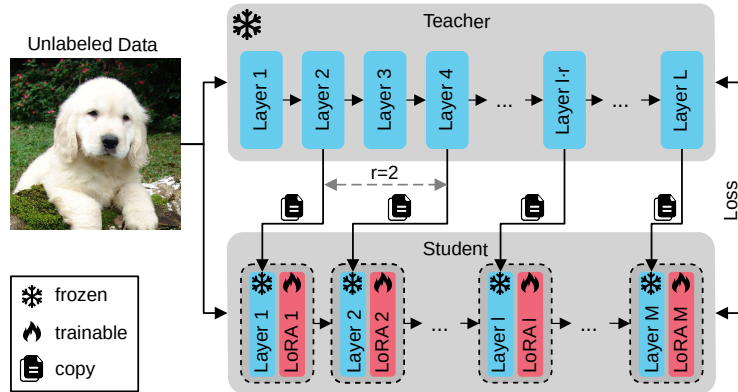 Teacher
Unlabeled Data
Layer 1
Layer 2
Layer 3
Layer 4
...
Layer l·r
...
Layer L
r=2
Loss
Student
Layer 1
LoRA 1
Layer 2
LoRA 2
...
Layer l
LoRA l
...
Layer M
LoRA M
frozen
trainable
copy